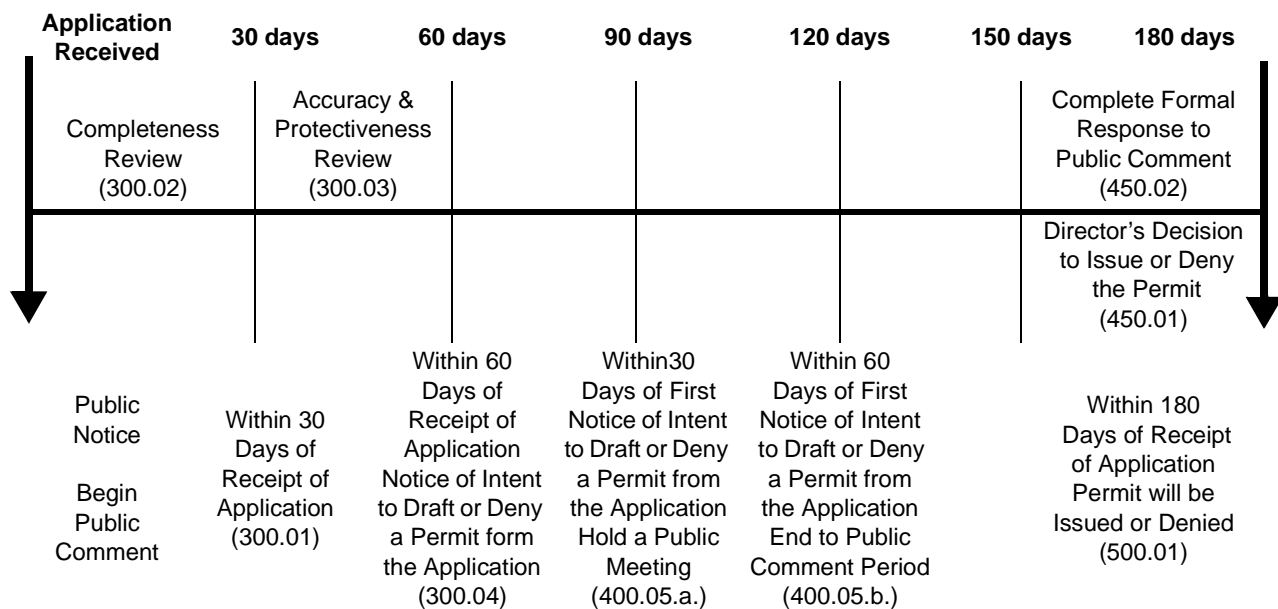 Application
Received
30 days
60 days
90 days
120 days
150 days
180 days
Completeness
Review
(300.02)
Accuracy &
Protectiveness
Review
(300.03)
Complete Formal
Response to
Public Comment
(450.02)
Director’s Decision
to Issue or Deny
the Permit
(450.01)
Public
Notice
Begin
Public
Comment
Within 30
Days of
Receipt of
Application
(300.01)
Within 60
Days of
Receipt of
Application
Notice of Intent
to Draft or Deny
a Permit form
the Application
(300.04)
Within30
Days of First
Notice of Intent
to Draft or Deny
a Permit from
the Application
Hold a Public
Meeting
(400.05.a.)
Within 60
Days of First
Notice of Intent
to Draft or Deny
a Permit from
the Application
End to Public
Comment Period
(400.05.b.)
Within 180
Days of Receipt
of Application
Permit will be
Issued or Denied
(500.01)